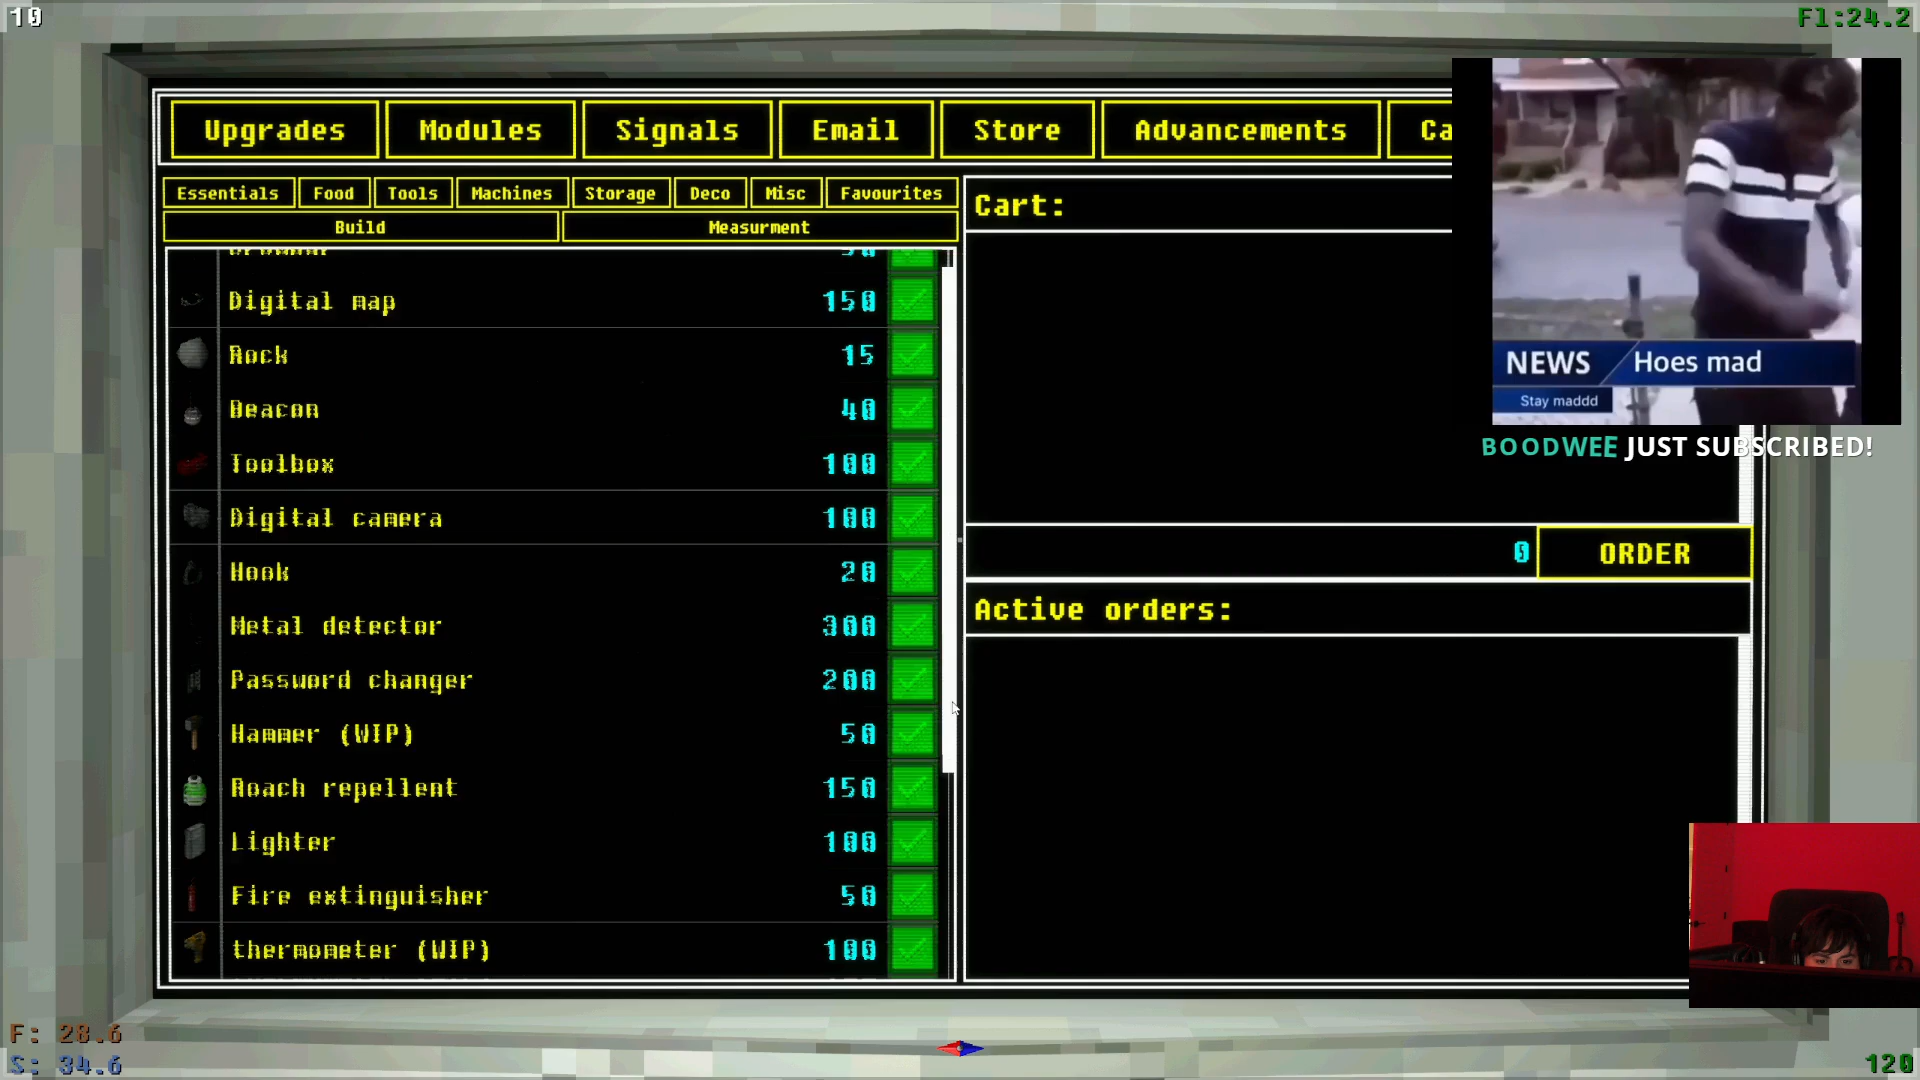 10
F1:24.2
Upgrades Modules Signals Email Store Advancements Ca
Essentials Food Tools Machines Storage Deco Misc Favourites
Build Measurment
Digital map 150
Rock 15
Beacon 40
Toolbox 100
Digital camera 100
Hook 20
Metal detector 300
Password changer 200
Hammer (WIP) 50
Roach repellent 150
Lighter 100
Fire extinguisher 50
thermometer (WIP) 100
Cart:
0 ORDER
Active orders:
NEWS Hoes mad
Stay maddd
BOODWEE JUST SUBSCRIBED!
F: 28.6
S: 34.6
120